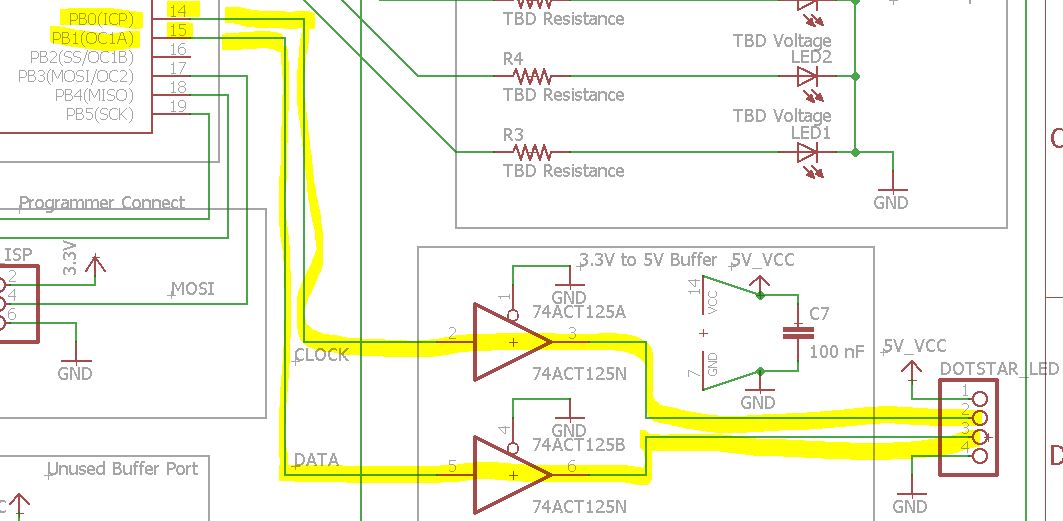 PB0(ICP) 14
PB1(OC1A) 15
PB2(SS/OC1B) 16
PB3(MOSI/OC2) 17
PB4(MISO) 18
PB5(SCK) 19
TBD Resistance
TBD Voltage
LED2
R4
TBD Resistance
TBD Voltage
LED1
R3
TBD Resistance
GND
Programmer Connect
ISP
3.3V
2
4
6
MOSI
GND
3.3V to 5V Buffer
5V_VCC
1
GND
74ACT125A
2
3
74ACT125N
14
VCC
7
GND
C7
100 nF
GND
CLOCK
4
GND
74ACT125B
DATA
5
6
74ACT125N
5V_VCC
DOTSTAR_LED
1
2
3
4
GND
Unused Buffer Port
C
D